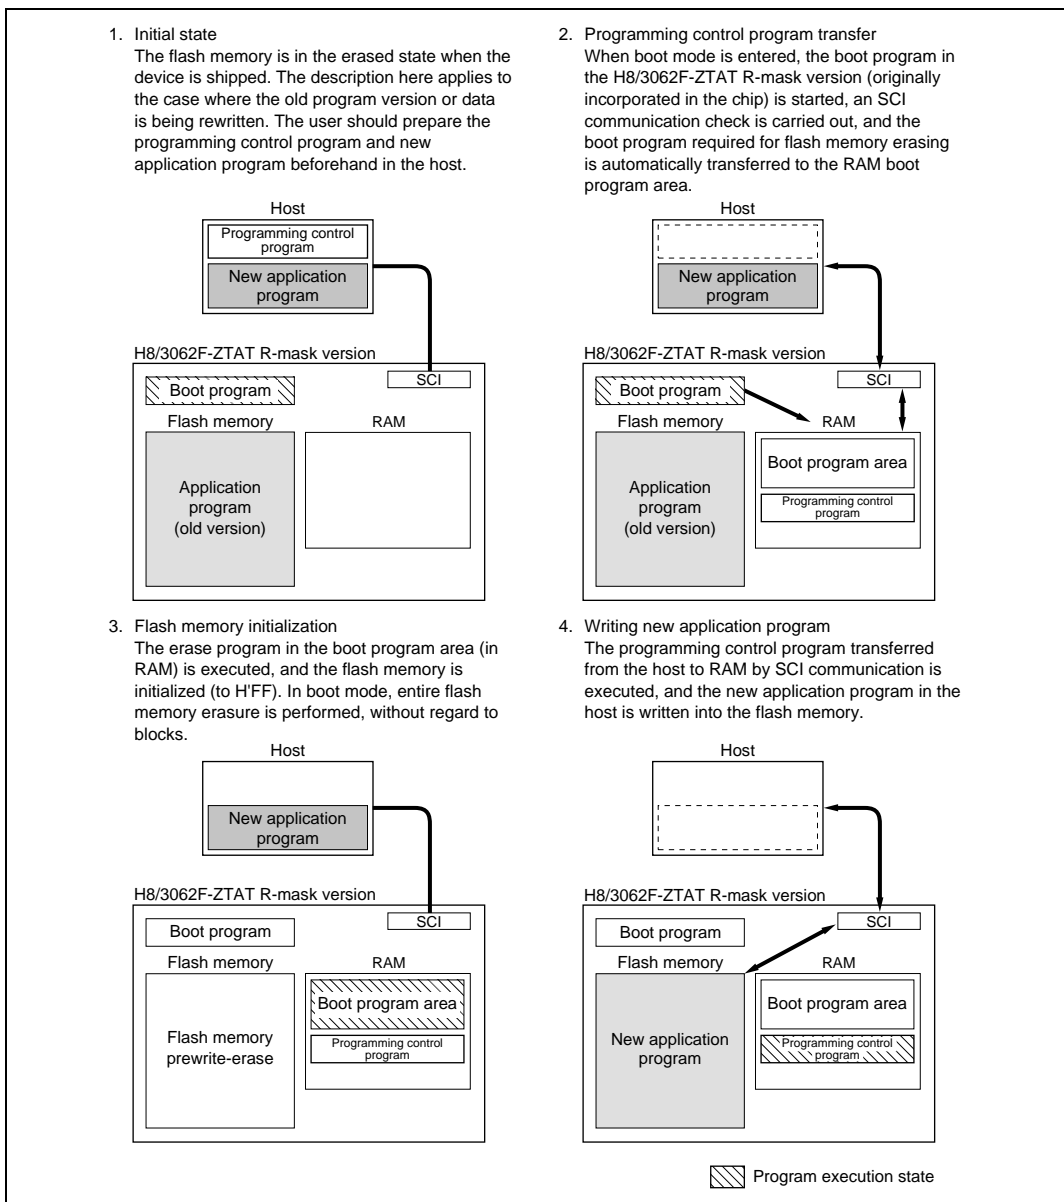 1. Initial state
The flash memory is in the erased state when the
device is shipped. The description here applies to
the case where the old program version or data
is being rewritten. The user should prepare the
programming control program and new
application program beforehand in the host.
Host
Programming control
program
New application
program
H8/3062F-ZTAT R-mask version
Boot program
SCI
Flash memory
RAM
Application
program
(old version)
2. Programming control program transfer
When boot mode is entered, the boot program in
the H8/3062F-ZTAT R-mask version (originally
incorporated in the chip) is started, an SCI
communication check is carried out, and the
boot program required for flash memory erasing
is automatically transferred to the RAM boot
program area.
Host
New application
program
H8/3062F-ZTAT R-mask version
Boot program
SCI
Flash memory
RAM
Boot program area
Programming control
program
Application
program
(old version)
3. Flash memory initialization
The erase program in the boot program area (in
RAM) is executed, and the flash memory is
initialized (to H'FF). In boot mode, entire flash
memory erasure is performed, without regard to
blocks.
Host
New application
program
H8/3062F-ZTAT R-mask version
Boot program
SCI
Flash memory
RAM
Boot program area
Programming control
program
Flash memory
prewrite-erase
4. Writing new application program
The programming control program transferred
from the host to RAM by SCI communication is
executed, and the new application program in the
host is written into the flash memory.
Host
H8/3062F-ZTAT R-mask version
Boot program
SCI
Flash memory
RAM
Boot program area
Programming control
program
New application
program
Program execution state